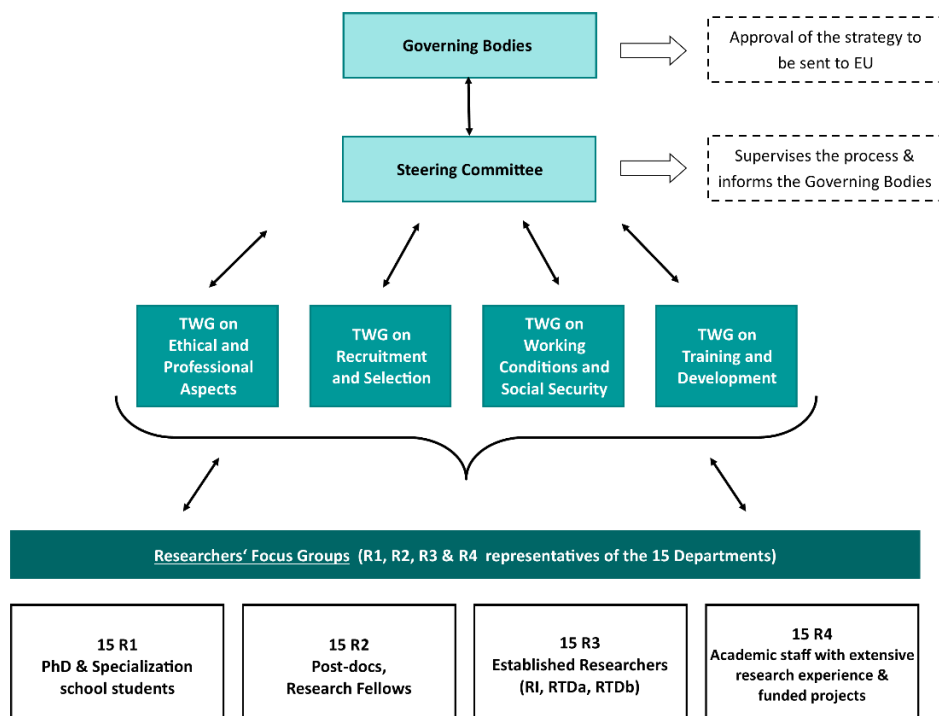 Governing Bodies
Approval of the strategy to
be sent to EU
Steering Committee
Supervises the process &
informs the Governing Bodies
TWG on
Ethical and
Professional
Aspects
TWG on
Recruitment
and Selection
TWG on
Working
Conditions and
Social Security
TWG on
Training and
Development
Researchers‘ Focus Groups (R1, R2, R3 & R4 representatives of the 15 Departments)
15 R1
PhD & Specialization
school students
15 R2
Post-docs,
Research Fellows
15 R3
Established Researchers
(RI, RTDa, RTDb)
15 R4
Academic staff with extensive
research experience &
funded projects